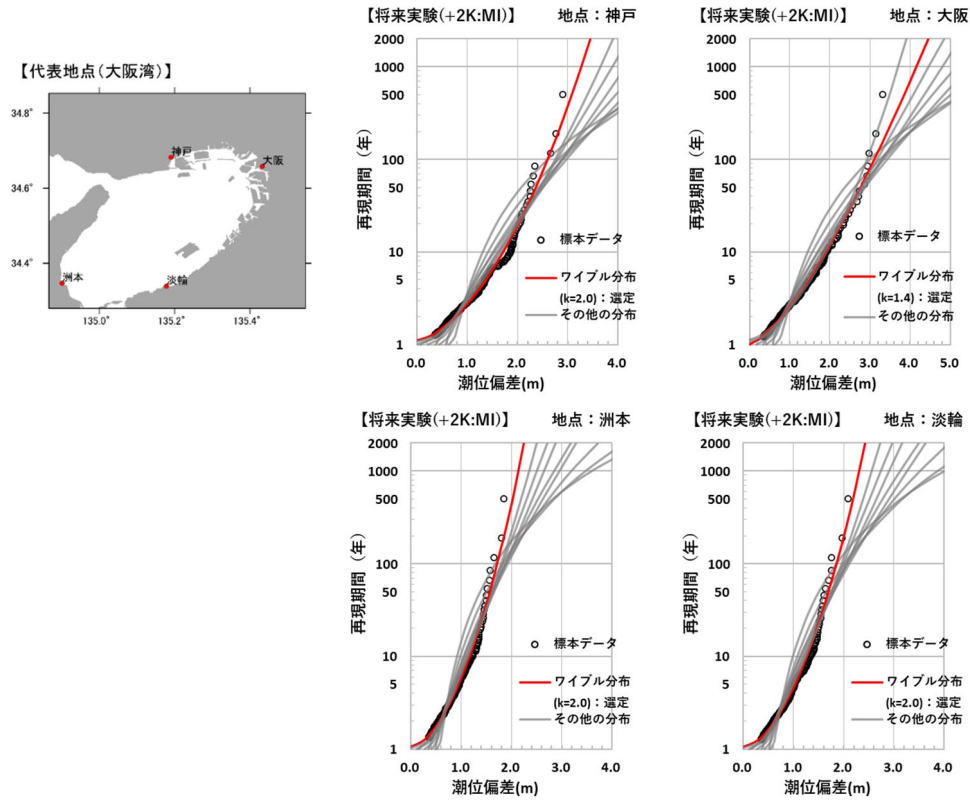 【代表地点(大阪湾)】
34.8°
34.6°
34.4°
135.0°
135.2°
135.4°
神戸
大阪
洲本
淡輪
【将来実験(+2K:MI)】 地点：神戸
再現期間（年）
2000
1000
500
100
50
10
5
1
標本データ
ワイブル分布
(k=2.0)：選定
その他の分布
0.0 1.0 2.0 3.0 4.0
潮位偏差(m)
【将来実験(+2K:MI)】 地点：大阪
再現期間（年）
2000
1000
500
100
50
10
5
1
標本データ
ワイブル分布
(k=1.4)：選定
その他の分布
0.0 1.0 2.0 3.0 4.0 5.0
潮位偏差(m)
【将来実験(+2K:MI)】 地点：洲本
再現期間（年）
2000
1000
500
100
50
10
5
1
標本データ
ワイブル分布
(k=2.0)：選定
その他の分布
0.0 1.0 2.0 3.0 4.0
潮位偏差(m)
【将来実験(+2K:MI)】 地点：淡輪
再現期間（年）
2000
1000
500
100
50
10
5
1
標本データ
ワイブル分布
(k=2.0)：選定
その他の分布
0.0 1.0 2.0 3.0 4.0
潮位偏差(m)